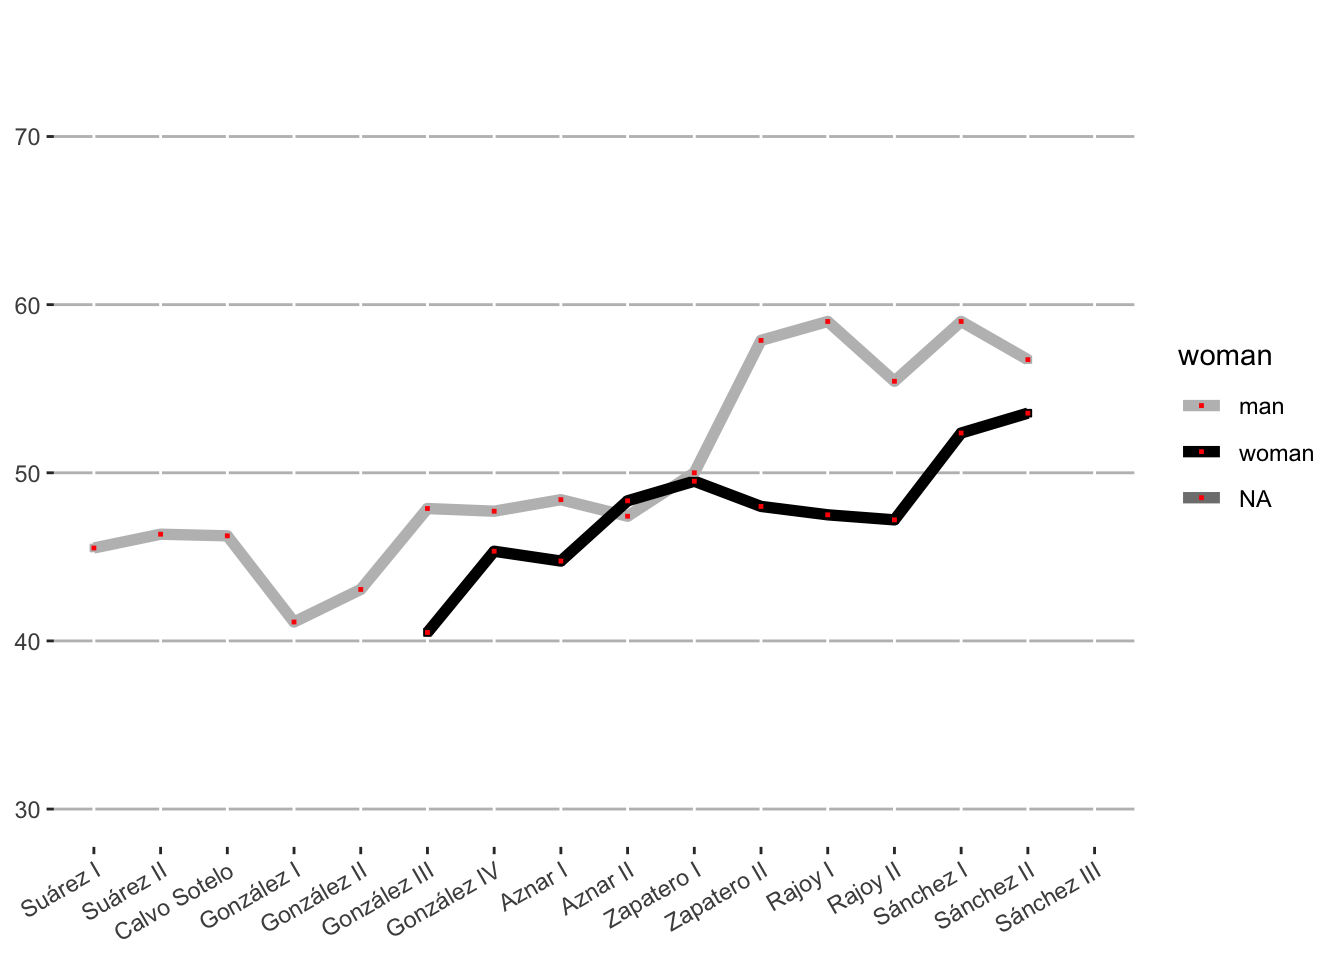 70
60
50
40
30
Suárez I
Suárez II
Calvo Sotelo
González I
González II
González III
González IV
Aznar I
Aznar II
Zapatero I
Zapatero II
Rajoy I
Rajoy II
Sánchez I
Sánchez II
Sánchez III
woman
man
woman
NA